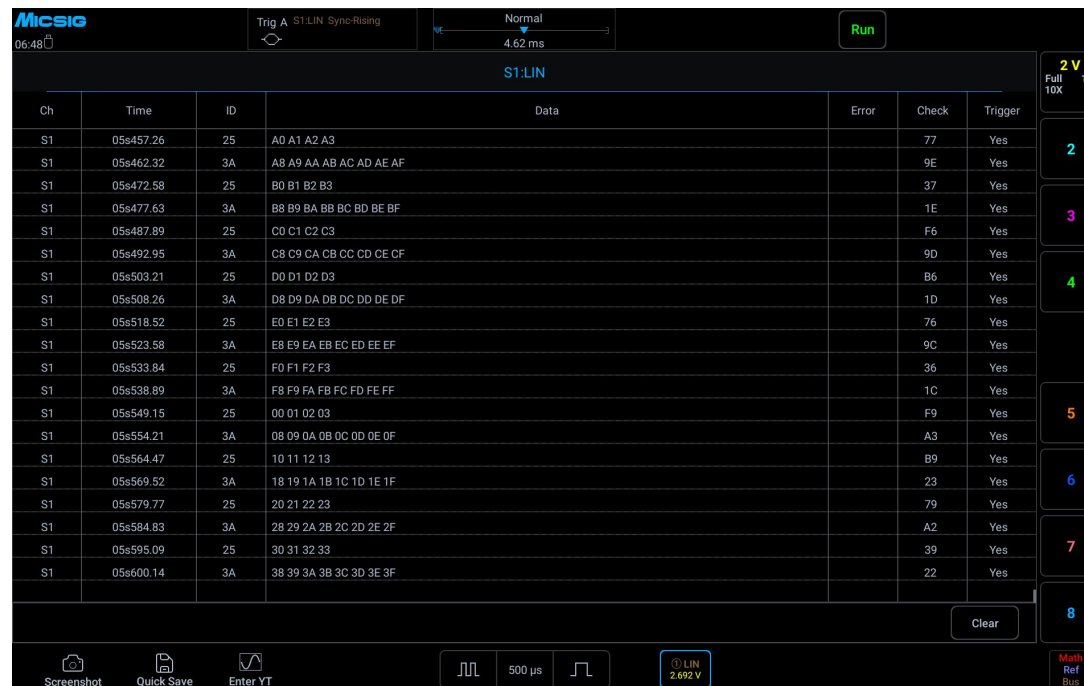 Micsig
06:48
Trig A S1:LIN Sync-Rising
Normal
4.62 ms
Run
S1:LIN
2 V
Full
10X
Ch Time ID Data Error Check Trigger
S1 05s457.26 25 A0 A1 A2 A3 77 Yes
S1 05s462.32 3A A8 A9 AA AB AC AD AE AF 9E Yes
S1 05s472.58 25 B0 B1 B2 B3 37 Yes
S1 05s477.63 3A B8 B9 BA BB BC BD BE BF 1E Yes
S1 05s487.89 25 C0 C1 C2 C3 F6 Yes
S1 05s492.95 3A C8 C9 CA CB CC CD CE CF 9D Yes
S1 05s503.21 25 D0 D1 D2 D3 B6 Yes
S1 05s508.26 3A D8 D9 DA DB DC DD DE DF 1D Yes
S1 05s518.52 25 E0 E1 E2 E3 76 Yes
S1 05s523.58 3A E8 E9 EA EB EC ED EE EF 9C Yes
S1 05s533.84 25 F0 F1 F2 F3 36 Yes
S1 05s538.89 3A F8 F9 FA FB FC FD FE FF 1C Yes
S1 05s549.15 25 00 01 02 03 F9 Yes
S1 05s554.21 3A 08 09 0A 0B 0C 0D 0E 0F A3 Yes
S1 05s564.47 25 10 11 12 13 B9 Yes
S1 05s569.52 3A 18 19 1A 1B 1C 1D 1E 1F 23 Yes
S1 05s579.77 25 20 21 22 23 79 Yes
S1 05s584.83 3A 28 29 2A 2B 2C 2D 2E 2F A2 Yes
S1 05s595.09 25 30 31 32 33 39 Yes
S1 05s600.14 3A 38 39 3A 3B 3C 3D 3E 3F 22 Yes
2
3
4
5
6
7
8
Clear
Screenshot
Quick Save
Enter YT
500 µs
① LIN
2.692 V
Math
Ref
Bus